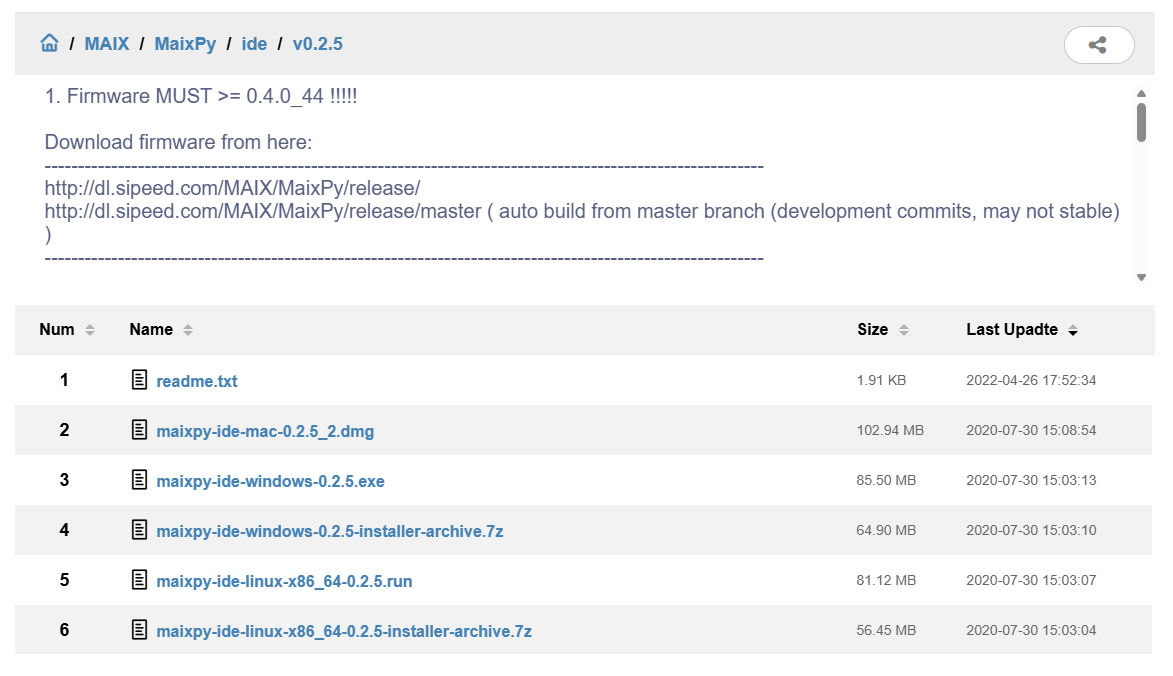 / MAIX / MaixPy / ide / v0.2.5
1. Firmware MUST >= 0.4.0_44 !!!!!
Download firmware from here:
------------------------------------------------------------------------------------------------------------
http://dl.sipeed.com/MAIX/MaixPy/release/
http://dl.sipeed.com/MAIX/MaixPy/release/master ( auto build from master branch (development commits, may not stable)
)
------------------------------------------------------------------------------------------------------------
Num Name Size Last Upadte
1 readme.txt 1.91 KB 2022-04-26 17:52:34
2 maixpy-ide-mac-0.2.5_2.dmg 102.94 MB 2020-07-30 15:08:54
3 maixpy-ide-windows-0.2.5.exe 85.50 MB 2020-07-30 15:03:13
4 maixpy-ide-windows-0.2.5-installer-archive.7z 64.90 MB 2020-07-30 15:03:10
5 maixpy-ide-linux-x86_64-0.2.5.run 81.12 MB 2020-07-30 15:03:07
6 maixpy-ide-linux-x86_64-0.2.5-installer-archive.7z 56.45 MB 2020-07-30 15:03:04